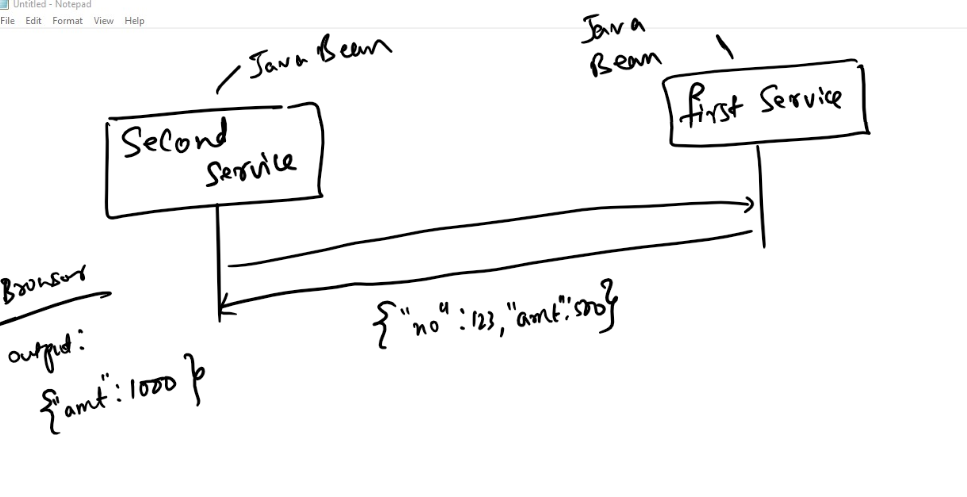 Untitled - Notepad
File Edit Format View Help
Java Bean
Java
Bean
Second
Service
first Service
Browser
output:
{"amt":1000}
{"no":123,"amt":500}